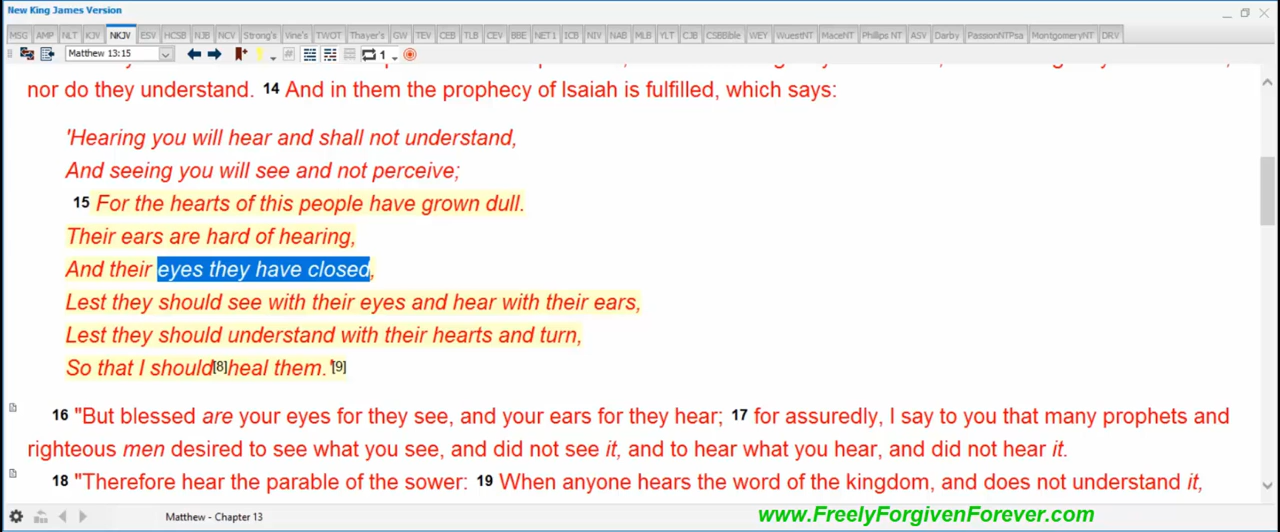 New King James Version
MSG AMP NLT KJV NKJV ESV HCSB NJB NCV Strong's Vine's TWOT Thayer's GW TEV CEB TLB CEV BBE NET1 ICB NIV NAB MLB YLT CJB CSBBible WEY WuestNT MaceNT Phillips NT ASV Darby PassionNTPsa MontgomeryNT DRV
Matthew 13:15 1
nor do they understand. 14 And in them the prophecy of Isaiah is fulfilled, which says:
'Hearing you will hear and shall not understand,
And seeing you will see and not perceive;
15 For the hearts of this people have grown dull.
Their ears are hard of hearing,
And their eyes they have closed,
Lest they should see with their eyes and hear with their ears,
Lest they should understand with their hearts and turn,
So that I should[8]heal them.'[9]
16 "But blessed are your eyes for they see, and your ears for they hear; 17 for assuredly, I say to you that many prophets and
righteous men desired to see what you see, and did not see it, and to hear what you hear, and did not hear it.
18 "Therefore hear the parable of the sower: 19 When anyone hears the word of the kingdom, and does not understand it,
Matthew - Chapter 13
www.FreelyForgivenForever.com